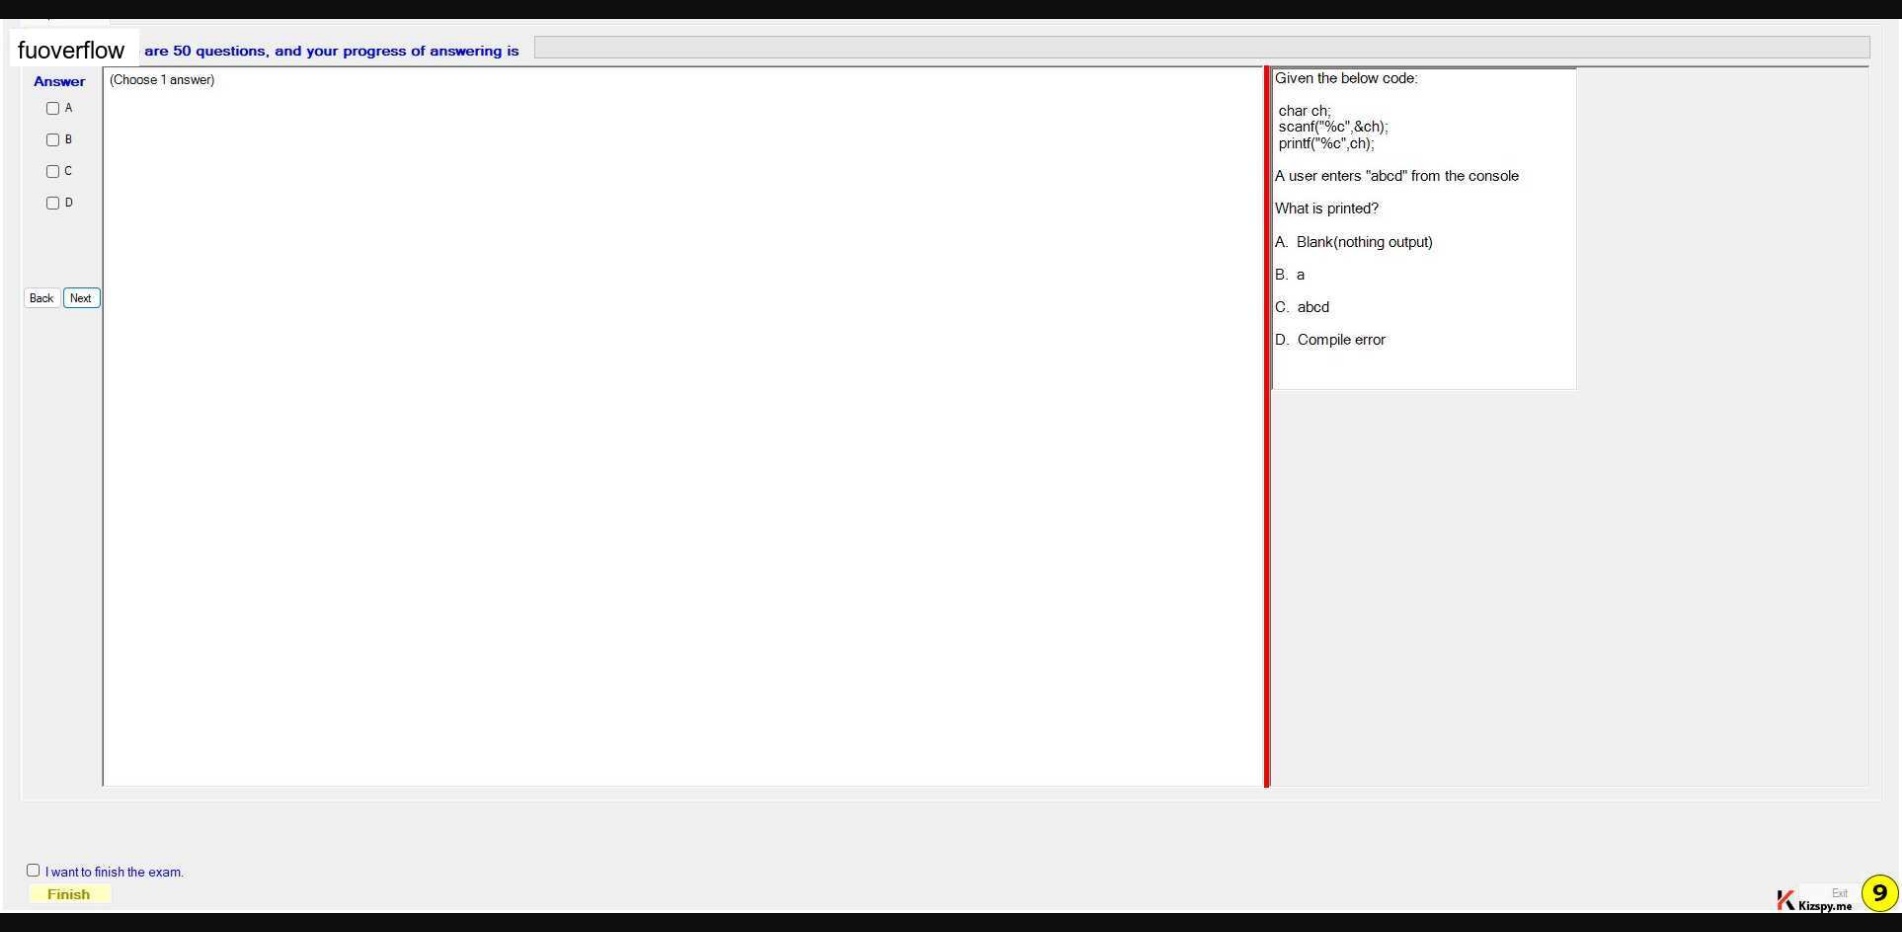 fuoverflow are 50 questions, and your progress of answering is
Answer
(Choose 1 answer)
A
B
C
D
Back Next
Given the below code:
char ch;
scanf("%c",&ch);
printf("%c",ch);
A user enters "abcd" from the console
What is printed?
A. Blank(nothing output)
B. a
C. abcd
D. Compile error
I want to finish the exam.
Finish
Exit
Kizspy.me
9